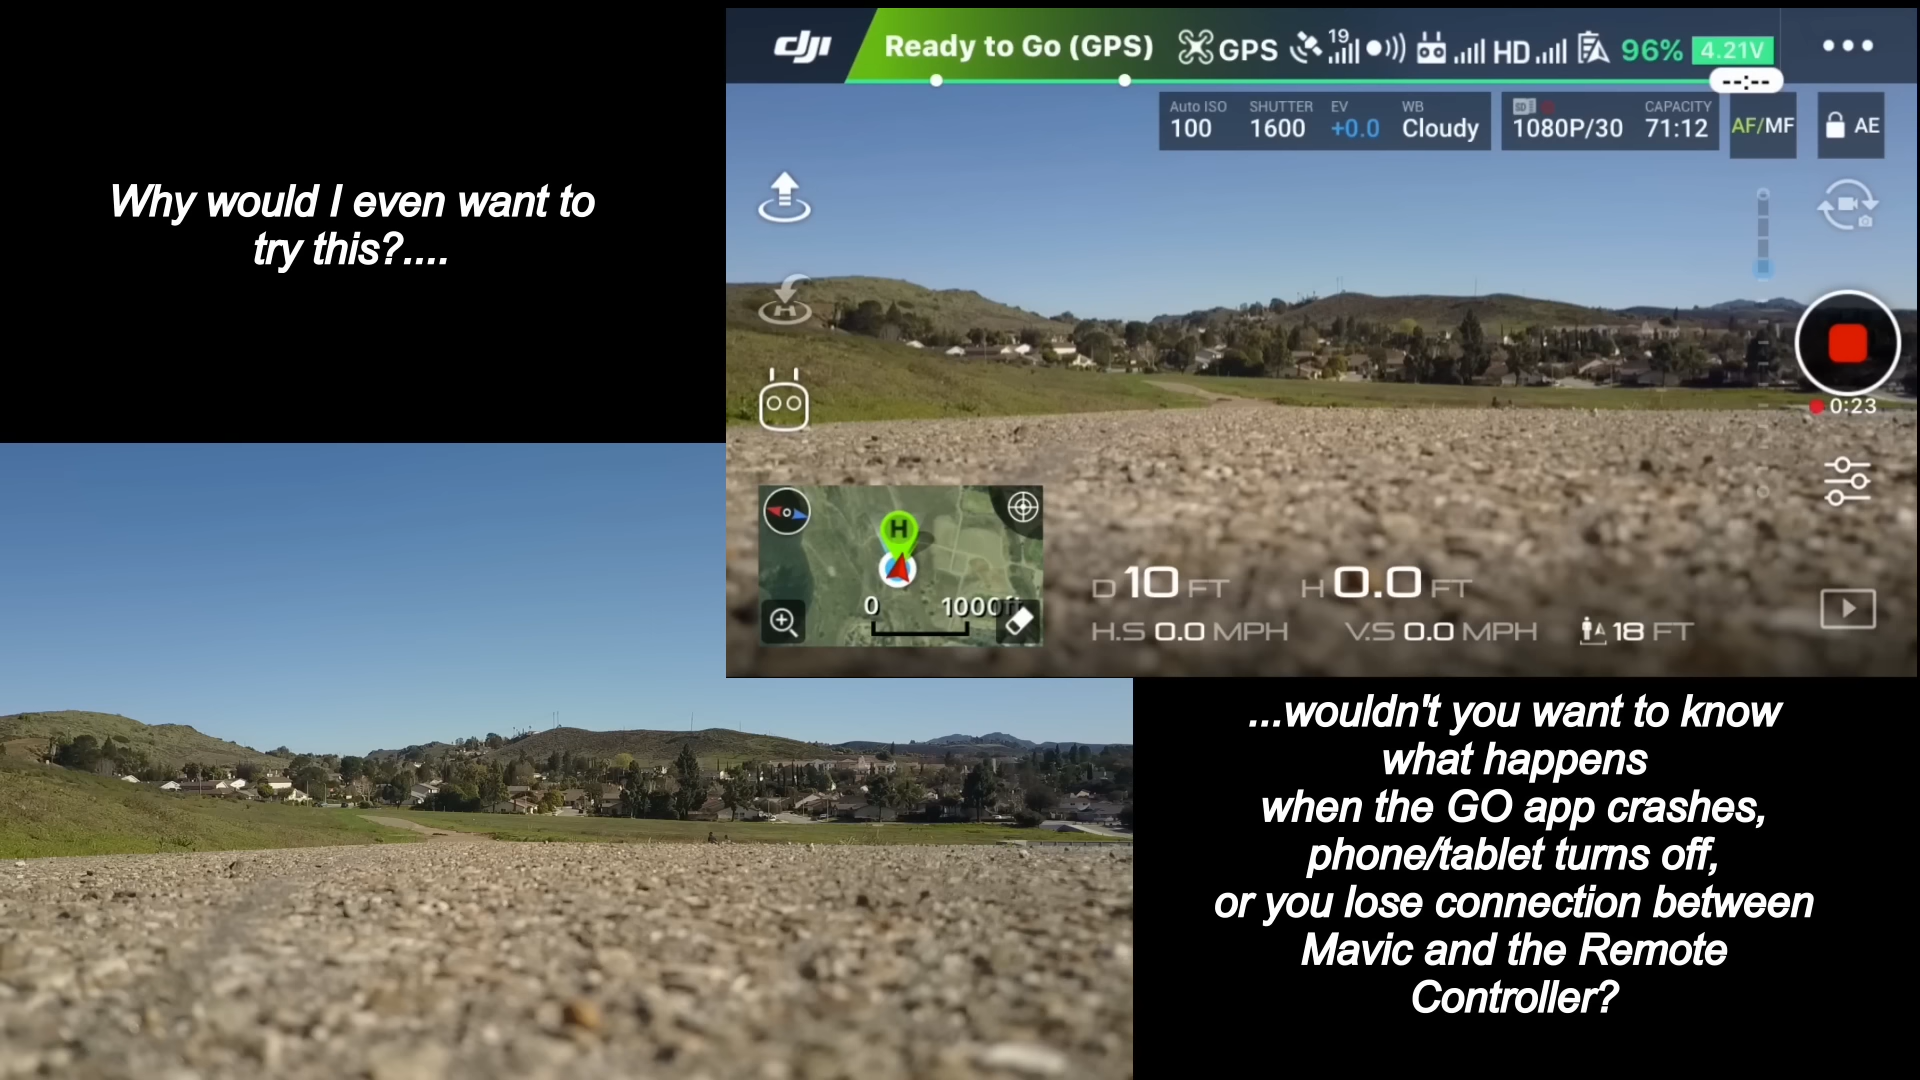 Why would I even want to
try this?....
dji Ready to Go (GPS) GPS 19 HD 96% 4.21V
--:--
Auto ISO SHUTTER EV WB CAPACITY
100 1600 +0.0 Cloudy 1080P/30 71:12 AF/MF AE
SD
H
0:23
H
0 1000ft
D 10 FT H 0.0 FT
H.S 0.0 MPH V.S 0.0 MPH 18 FT
...wouldn't you want to know
what happens
when the GO app crashes,
phone/tablet turns off,
or you lose connection between
Mavic and the Remote
Controller?